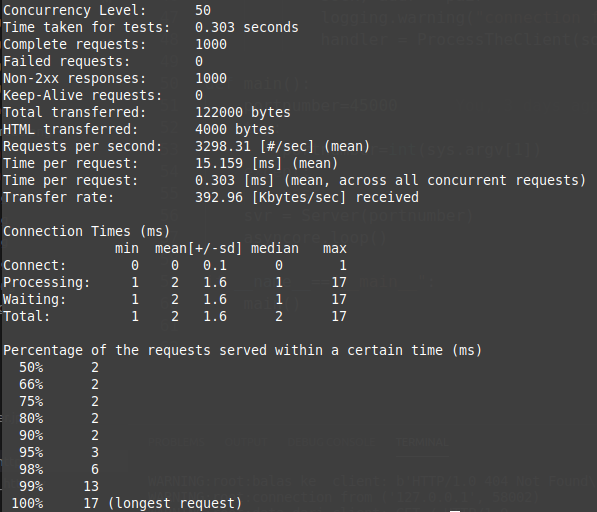 Concurrency Level:      50
Time taken for tests:   0.303 seconds
Complete requests:      1000
Failed requests:        0
Non-2xx responses:      1000
Keep-Alive requests:    0
Total transferred:      122000 bytes
HTML transferred:       4000 bytes
Requests per second:    3298.31 [#/sec] (mean)
Time per request:       15.159 [ms] (mean)
Time per request:       0.303 [ms] (mean, across all concurrent requests)
Transfer rate:          392.96 [Kbytes/sec] received

Connection Times (ms)
              min  mean[+/-sd] median   max
Connect:        0    0   0.1      0       1
Processing:     1    2   1.6      1      17
Waiting:        1    2   1.6      1      17
Total:          1    2   1.6      2      17

Percentage of the requests served within a certain time (ms)
  50%      2
  66%      2
  75%      2
  80%      2
  90%      2
  95%      3
  98%      6
  99%     13
 100%     17 (longest request)